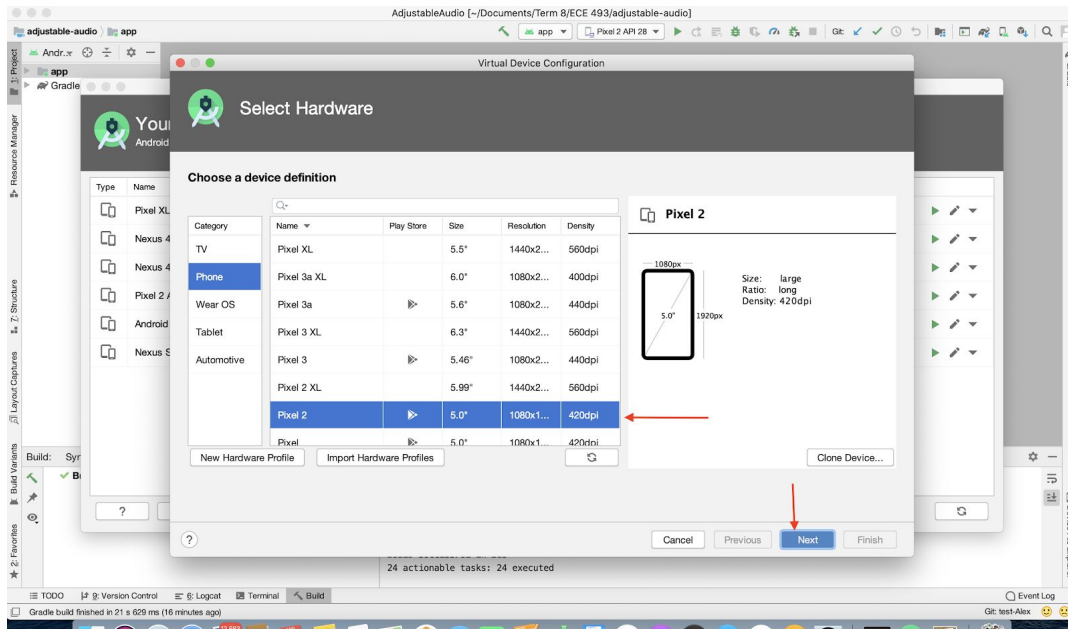 AdjustableAudio [~/Documents/Term 8/ECE 493/adjustable-audio]
adjustable-audio
app
app
Pixel 2 API 28
Git:
Andr..
app
Gradle
1: Project
Resource Manager
7: Structure
Layout Captures
Build Variants
2: Favorites
Your
Android
Type
Name
Pixel XL
Nexus 4
Nexus 4
Pixel 2 A
Android
Nexus S
?
Virtual Device Configuration
Select Hardware
Choose a device definition
Category
TV
Phone
Wear OS
Tablet
Automotive
Name Play Store Size Resolution Density
Pixel XL 5.5" 1440x2... 560dpi
Pixel 3a XL 6.0" 1080x2... 400dpi
Pixel 3a 5.6" 1080x2... 440dpi
Pixel 3 XL 6.3" 1440x2... 560dpi
Pixel 3 5.46" 1080x2... 440dpi
Pixel 2 XL 5.99" 1440x2... 560dpi
Pixel 2 5.0" 1080x1... 420dpi
Pixel 5.0" 1080x1... 420dpi
New Hardware Profile
Import Hardware Profiles
Pixel 2
1080px
5.0"
1920px
Size: large
Ratio: long
Density: 420dpi
Clone Device...
?
Cancel
Previous
Next
Finish
Build:
24 actionable tasks: 24 executed
TODO
9: Version Control
6: Logcat
Terminal
Build
Event Log
Gradle build finished in 21 s 629 ms (16 minutes ago)
Git: test-Alex